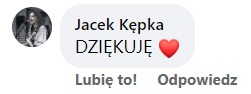 Jacek Kępka
DZIĘKUJĘ ❤️
Lubię to! Odpowiedz